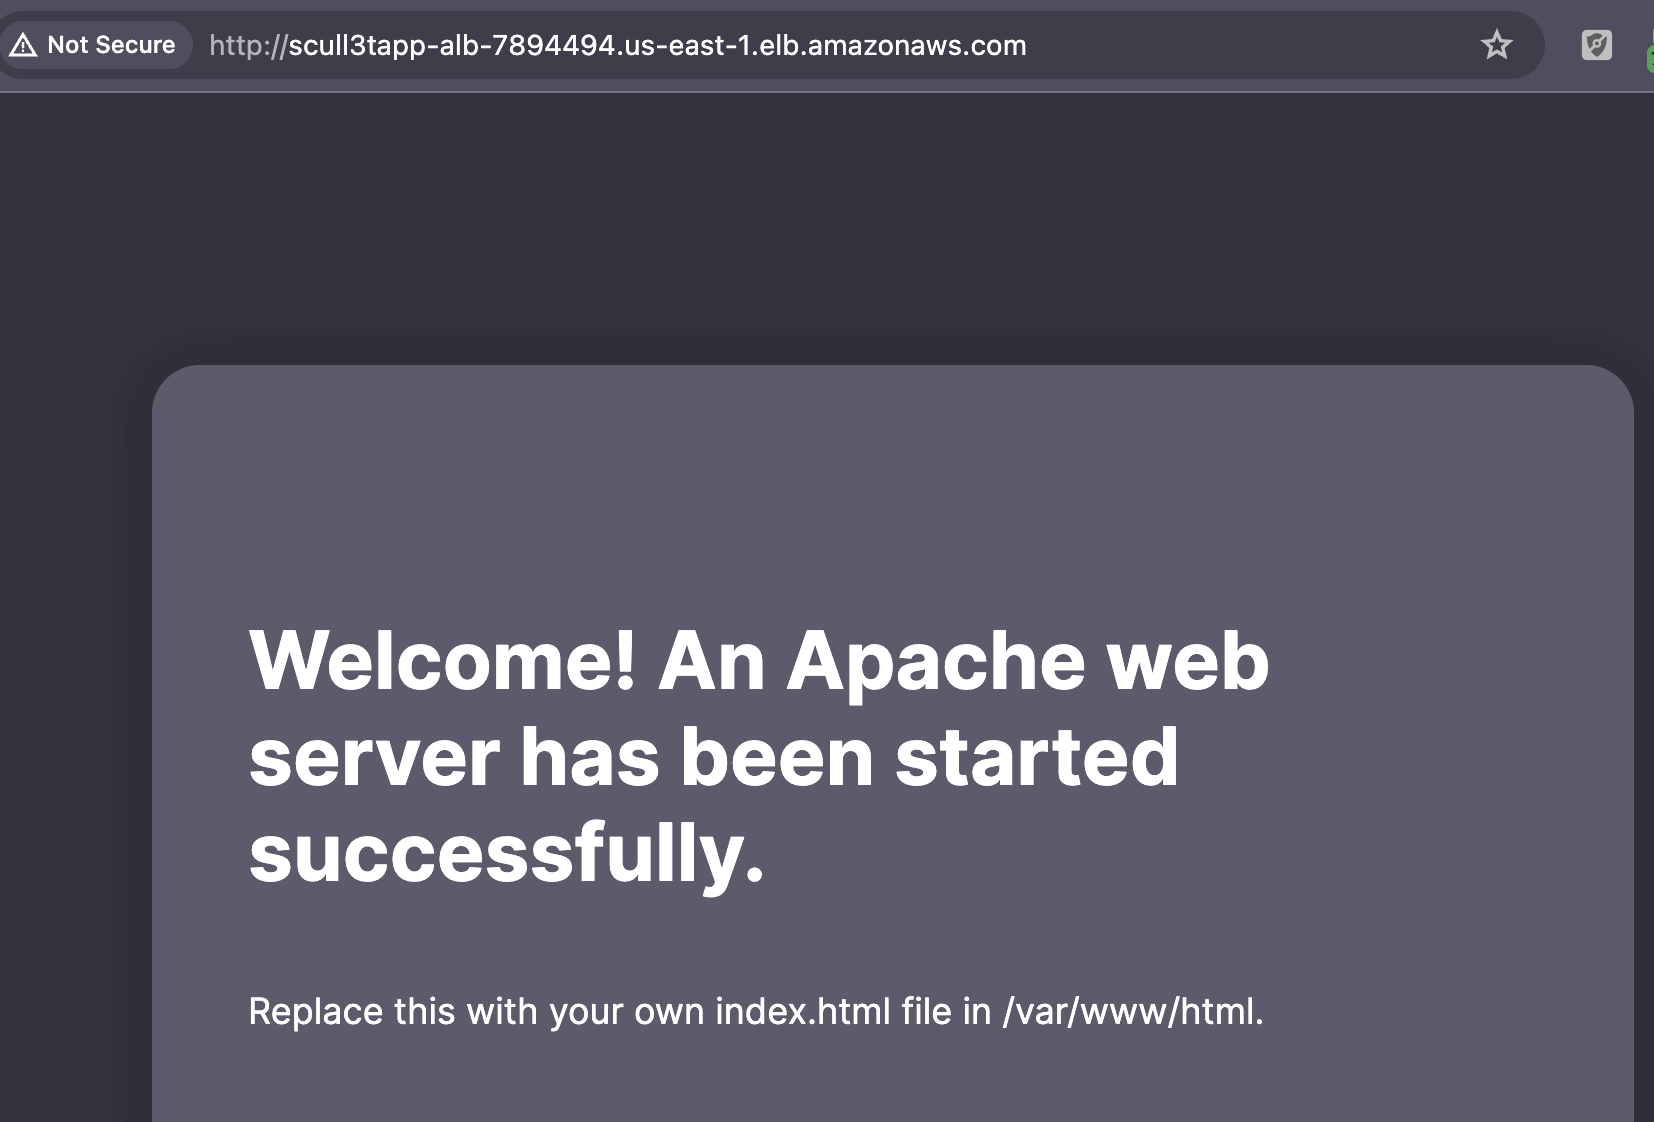 Not Secure http://scull3tapp-alb-7894494.us-east-1.elb.amazonaws.com
Welcome! An Apache web
server has been started
successfully.
Replace this with your own index.html file in /var/www/html.